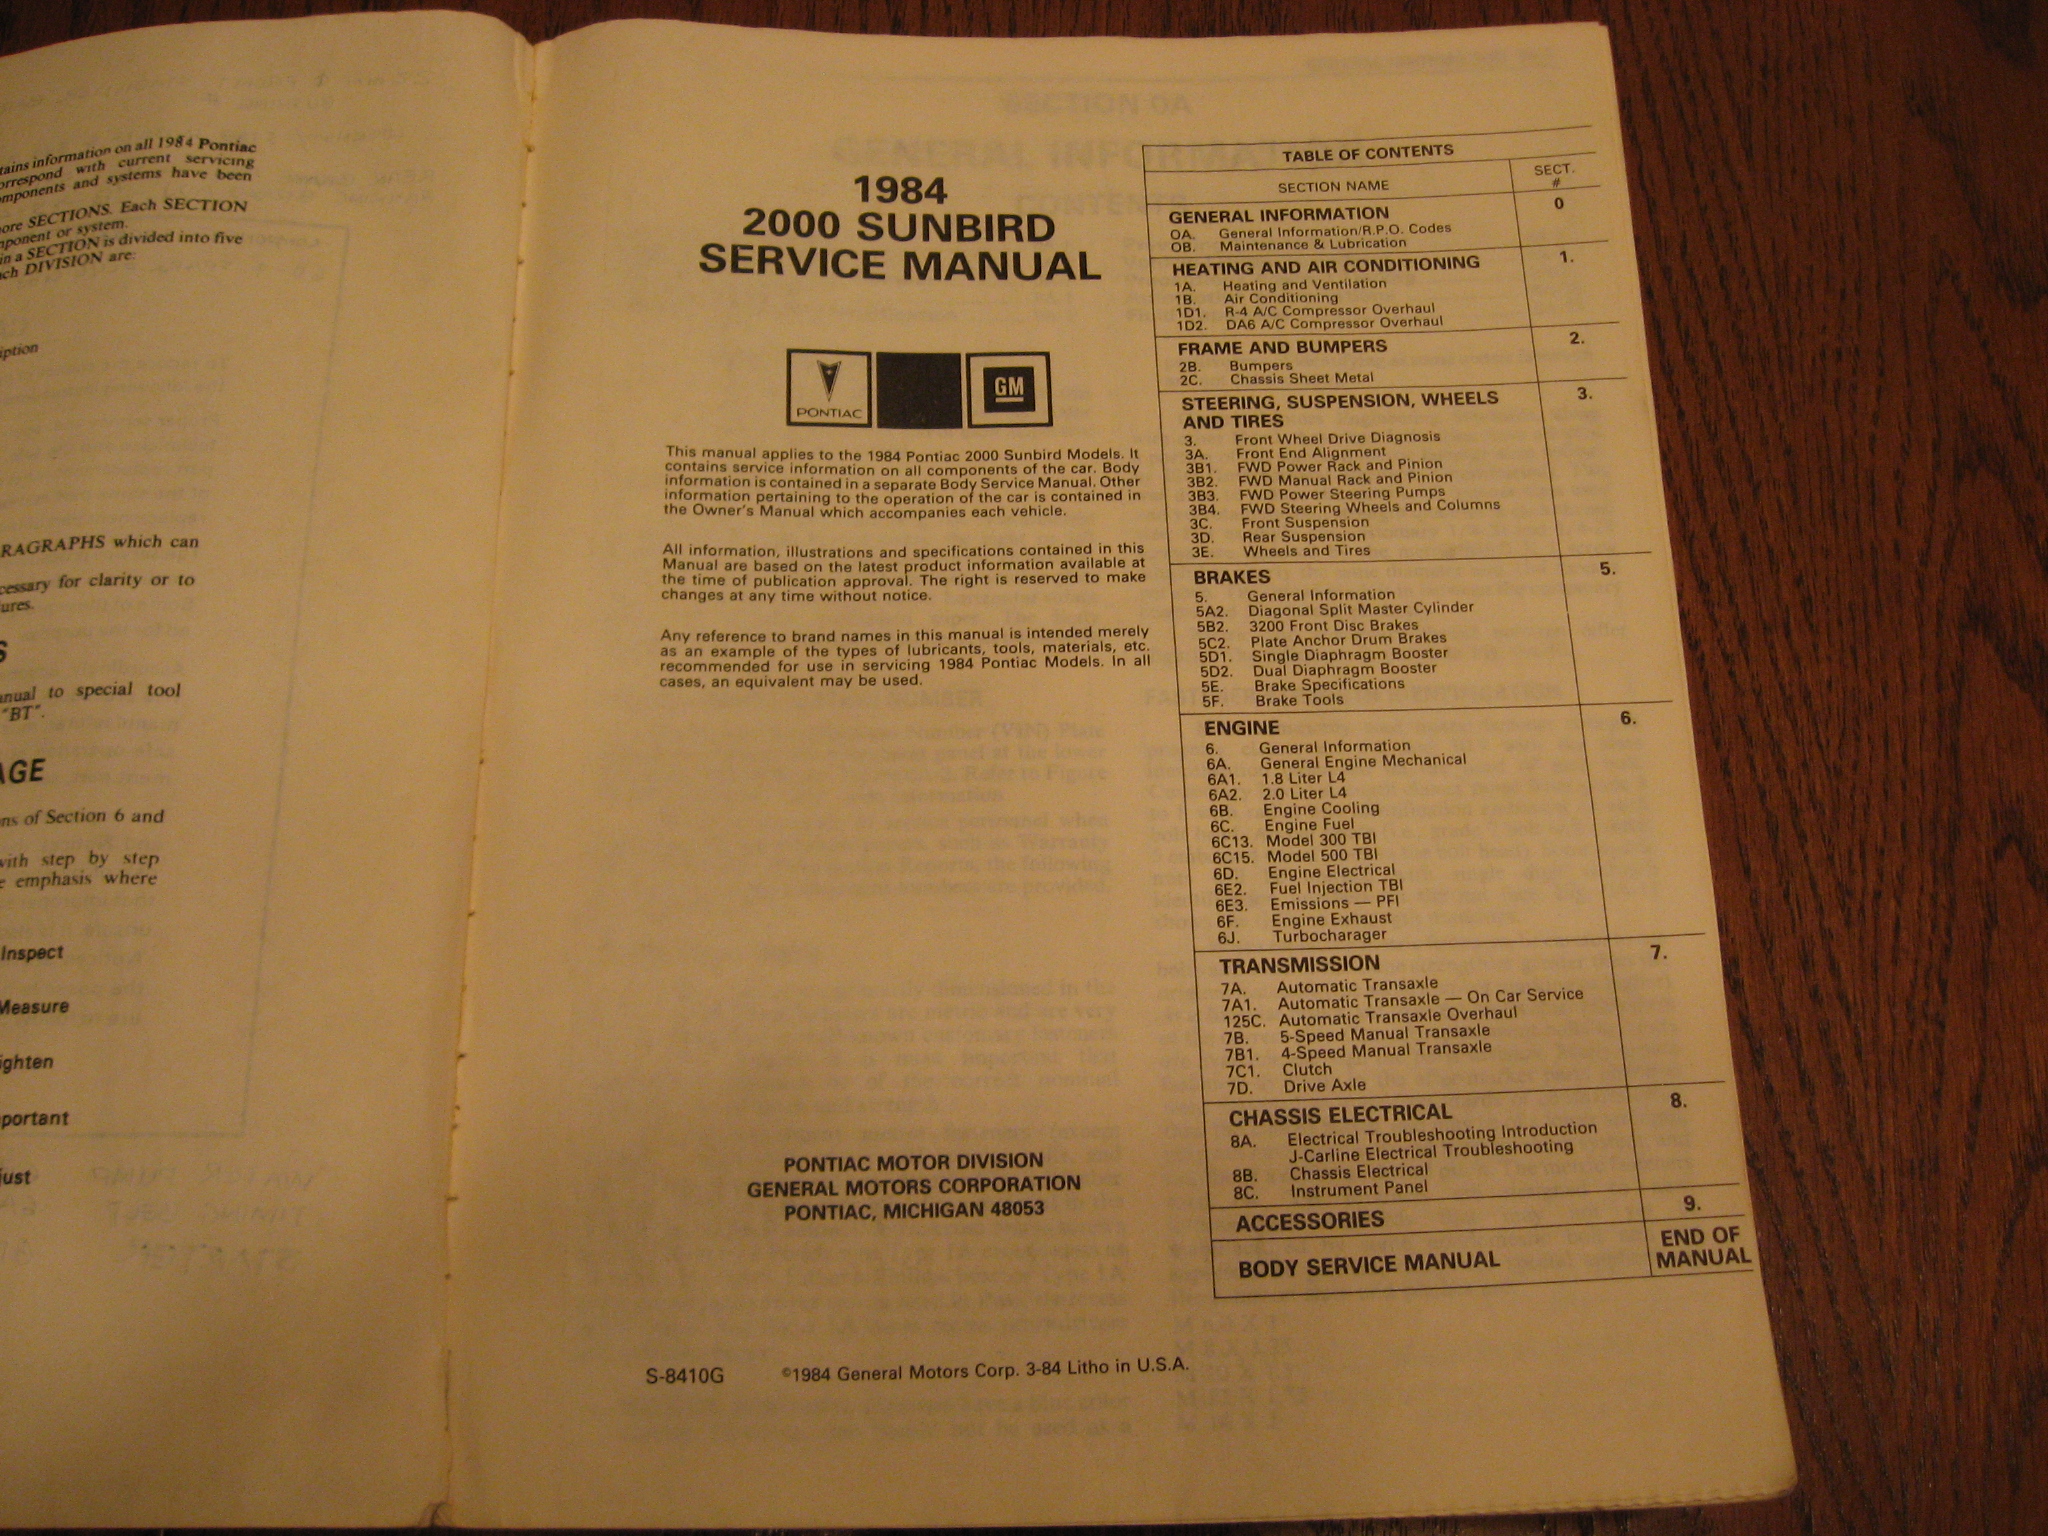 tains information on all 1984 Pontiac
orrespond with current servicing
mponents and systems have been
ore SECTIONS. Each SECTION
ponent or system.
in a SECTION is divided into five
ch DIVISION are:
iption
RAGRAPHS which can
cessary for clarity or to
ures.
S
anual to special tool
"BT".
AGE
ns of Section 6 and
with step by step
e emphasis where
Inspect
Measure
ighten
portant
just
1984
2000 SUNBIRD
SERVICE MANUAL
PONTIAC
GM
This manual applies to the 1984 Pontiac 2000 Sunbird Models. It
contains service information on all components of the car. Body
information is contained in a separate Body Service Manual. Other
information pertaining to the operation of the car is contained in
the Owner's Manual which accompanies each vehicle.
All information, illustrations and specifications contained in this
Manual are based on the latest product information available at
the time of publication approval. The right is reserved to make
changes at any time without notice.
Any reference to brand names in this manual is intended merely
as an example of the types of lubricants, tools, materials, etc.
recommended for use in servicing 1984 Pontiac Models. In all
cases, an equivalent may be used.
PONTIAC MOTOR DIVISION
GENERAL MOTORS CORPORATION
PONTIAC, MICHIGAN 48053
S-8410G ©1984 General Motors Corp. 3-84 Litho in U.S.A.
TABLE OF CONTENTS
SECTION NAME SECT. #
GENERAL INFORMATION 0
OA. General Information/R.P.O. Codes
OB. Maintenance & Lubrication
HEATING AND AIR CONDITIONING 1.
1A. Heating and Ventilation
1B. Air Conditioning
1D1. R-4 A/C Compressor Overhaul
1D2. DA6 A/C Compressor Overhaul
FRAME AND BUMPERS 2.
2B. Bumpers
2C. Chassis Sheet Metal
STEERING, SUSPENSION, WHEELS 3.
AND TIRES
3. Front Wheel Drive Diagnosis
3A. Front End Alignment
3B1. FWD Power Rack and Pinion
3B2. FWD Manual Rack and Pinion
3B3. FWD Power Steering Pumps
3B4. FWD Steering Wheels and Columns
3C. Front Suspension
3D. Rear Suspension
3E. Wheels and Tires
BRAKES 5.
5. General Information
5A2. Diagonal Split Master Cylinder
5B2. 3200 Front Disc Brakes
5C2. Plate Anchor Drum Brakes
5D1. Single Diaphragm Booster
5D2. Dual Diaphragm Booster
5E. Brake Specifications
5F. Brake Tools
ENGINE 6.
6. General Information
6A. General Engine Mechanical
6A1. 1.8 Liter L4
6A2. 2.0 Liter L4
6B. Engine Cooling
6C. Engine Fuel
6C13. Model 300 TBI
6C15. Model 500 TBI
6D. Engine Electrical
6E2. Fuel Injection TBI
6E3. Emissions — PFI
6F. Engine Exhaust
6J. Turbocharager
TRANSMISSION 7.
7A. Automatic Transaxle
7A1. Automatic Transaxle — On Car Service
125C. Automatic Transaxle Overhaul
7B. 5-Speed Manual Transaxle
7B1. 4-Speed Manual Transaxle
7C1. Clutch
7D. Drive Axle
CHASSIS ELECTRICAL 8.
8A. Electrical Troubleshooting Introduction
J-Carline Electrical Troubleshooting
8B. Chassis Electrical
8C. Instrument Panel
ACCESSORIES 9.
BODY SERVICE MANUAL END OF MANUAL